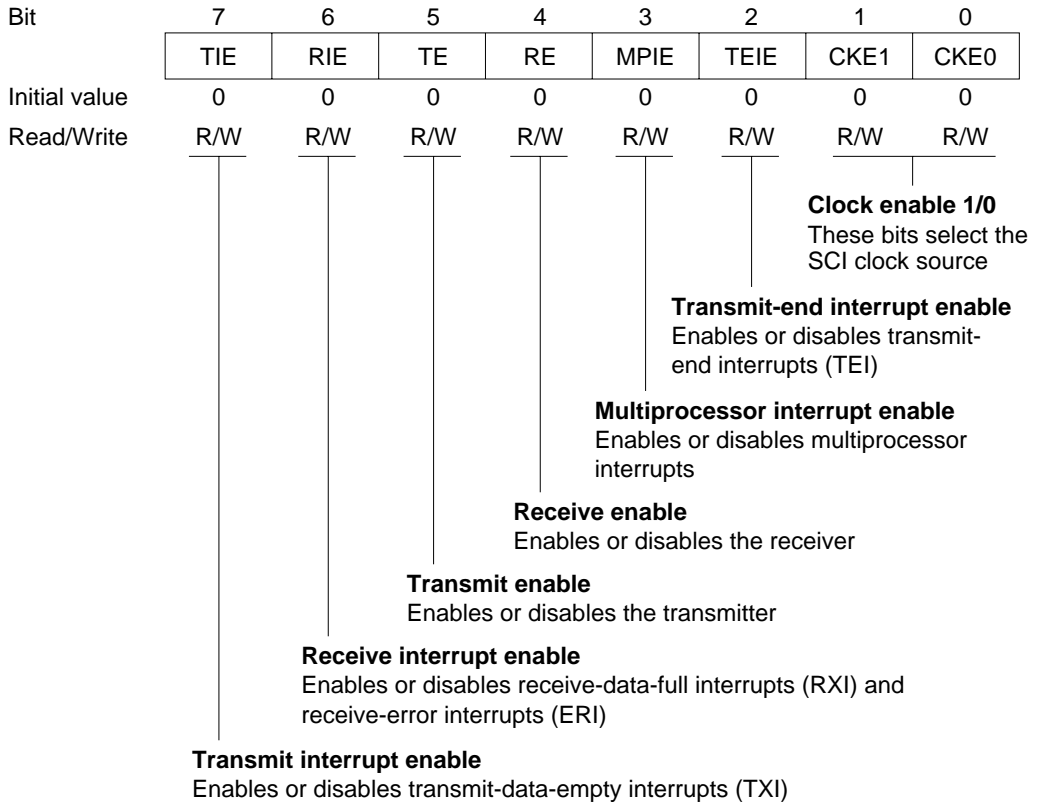 Bit 7 6 5 4 3 2 1 0
TIE RIE TE RE MPIE TEIE CKE1 CKE0
Initial value 0 0 0 0 0 0 0 0
Read/Write R/W R/W R/W R/W R/W R/W R/W R/W
Clock enable 1/0
These bits select the
SCI clock source
Transmit-end interrupt enable
Enables or disables transmit-
end interrupts (TEI)
Multiprocessor interrupt enable
Enables or disables multiprocessor
interrupts
Receive enable
Enables or disables the receiver
Transmit enable
Enables or disables the transmitter
Receive interrupt enable
Enables or disables receive-data-full interrupts (RXI) and
receive-error interrupts (ERI)
Transmit interrupt enable
Enables or disables transmit-data-empty interrupts (TXI)